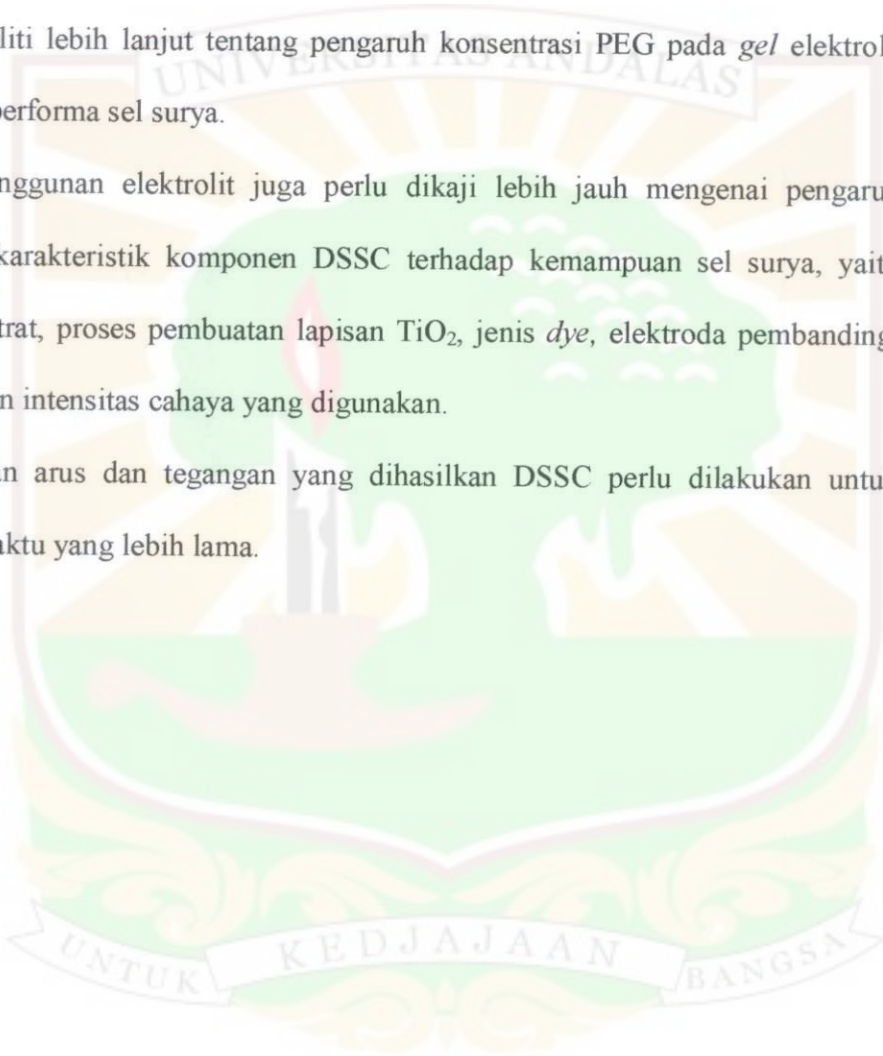 liti lebih lanjut tentang pengaruh konsentrasi PEG pada gel elektrol
UNIVERSITAS ANDALAS
erforma sel surya.
nggunan elektrolit juga perlu dikaji lebih jauh mengenai pengaru
karakteristik komponen DSSC terhadap kemampuan sel surya, yait
trat, proses pembuatan lapisan TiO₂, jenis dye, elektroda pembanding
n intensitas cahaya yang digunakan.
n arus dan tegangan yang dihasilkan DSSC perlu dilakukan untu
aktu yang lebih lama.
UNTUK KEDJAJAAN BANGSA